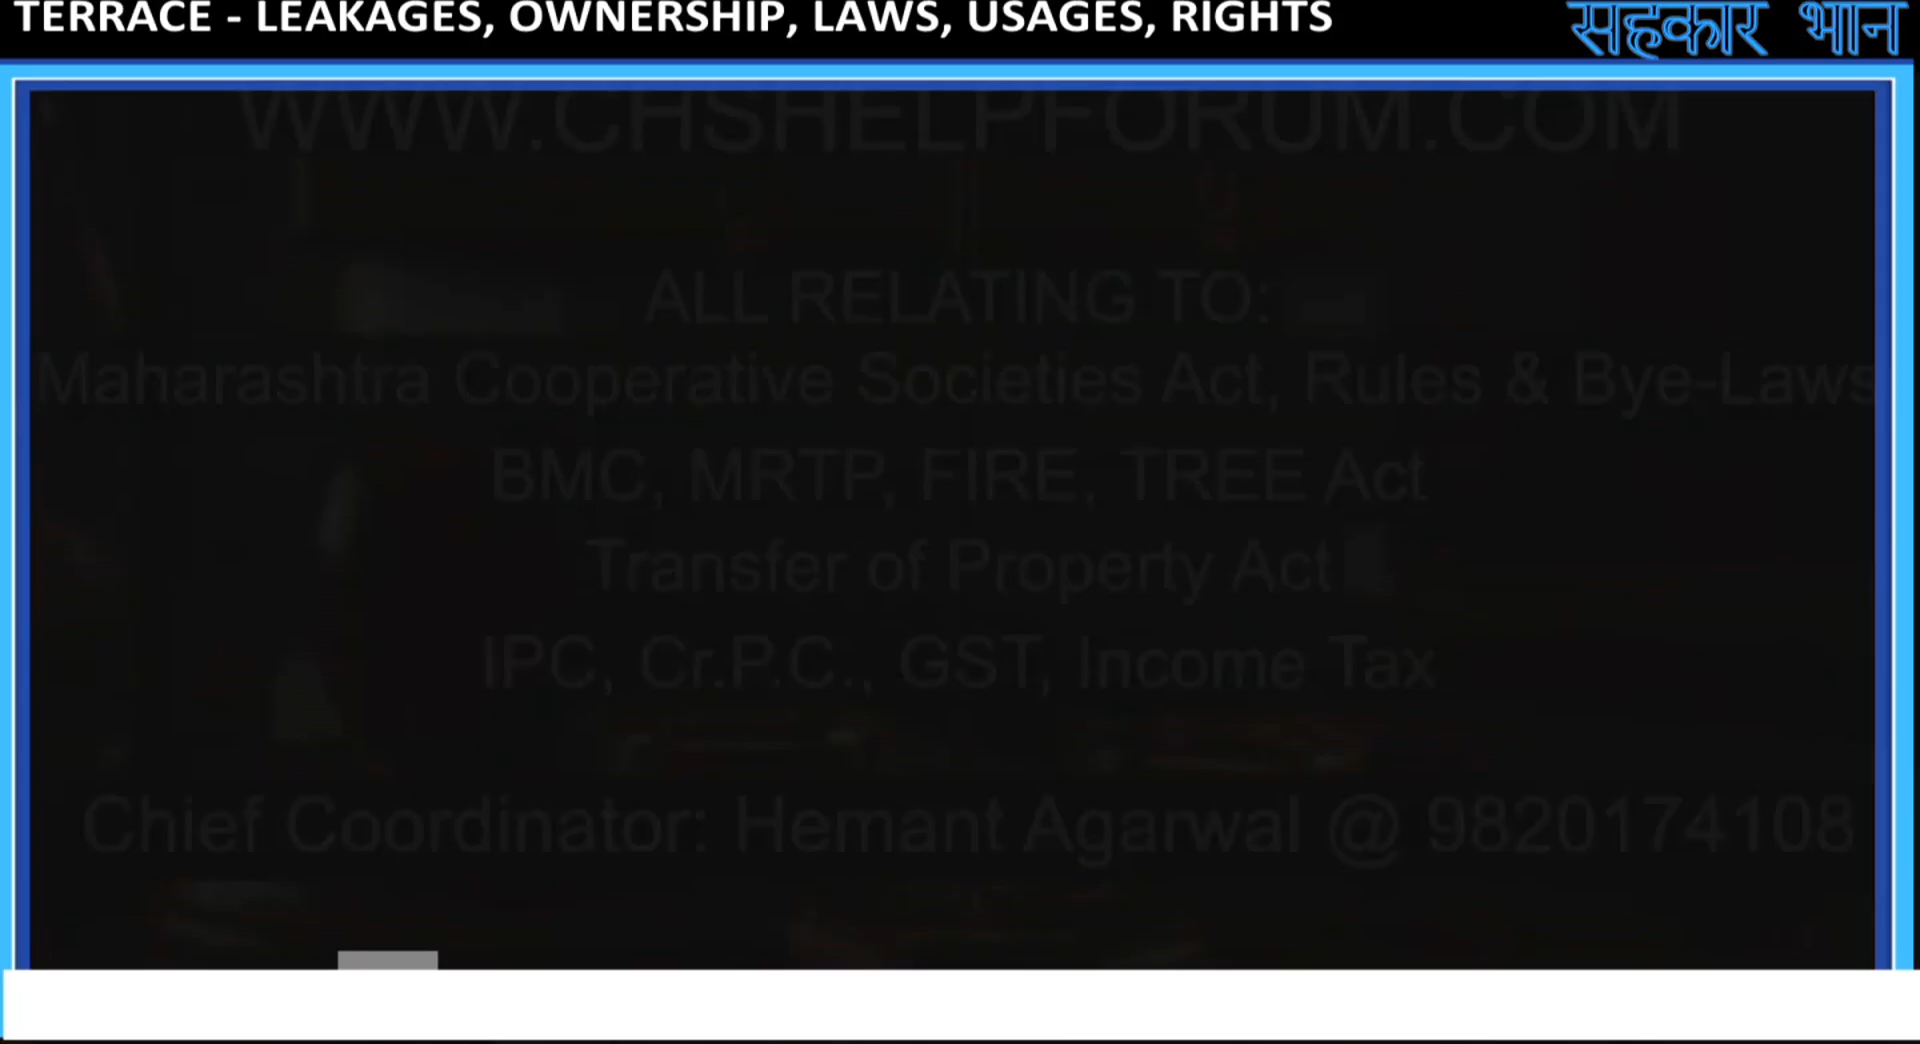 TERRACE - LEAKAGES, OWNERSHIP, LAWS, USAGES, RIGHTS
सहकार भान
WWW.CHSHELPFORUM.COM
ALL RELATING TO:
Maharashtra Cooperative Societies Act, Rules & Bye-Laws
BMC, MRTP, FIRE, TREE Act
Transfer of Property Act
IPC, Cr.P.C., GST, Income Tax
Chief Coordinator: Hemant Agarwal @ 9820174108